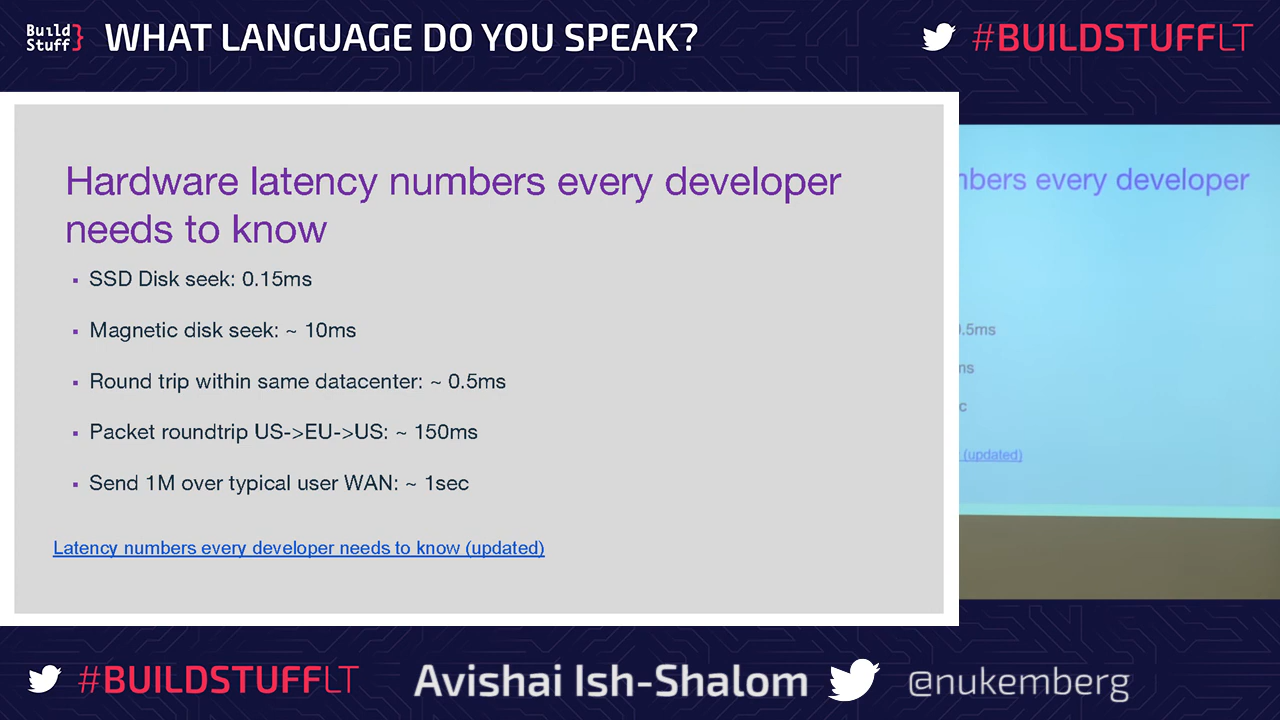 Build
Stuff}
WHAT LANGUAGE DO YOU SPEAK?
#BUILDSTUFFLT
Hardware latency numbers every developer
needs to know
▪ SSD Disk seek: 0.15ms
▪ Magnetic disk seek: ~ 10ms
▪ Round trip within same datacenter: ~ 0.5ms
▪ Packet roundtrip US->EU->US: ~ 150ms
▪ Send 1M over typical user WAN: ~ 1sec
Latency numbers every developer needs to know (updated)
nbers every developer
0.5ms
ms
c
(updated)
#BUILDSTUFFLT
Avishai Ish-Shalom
@nukemberg